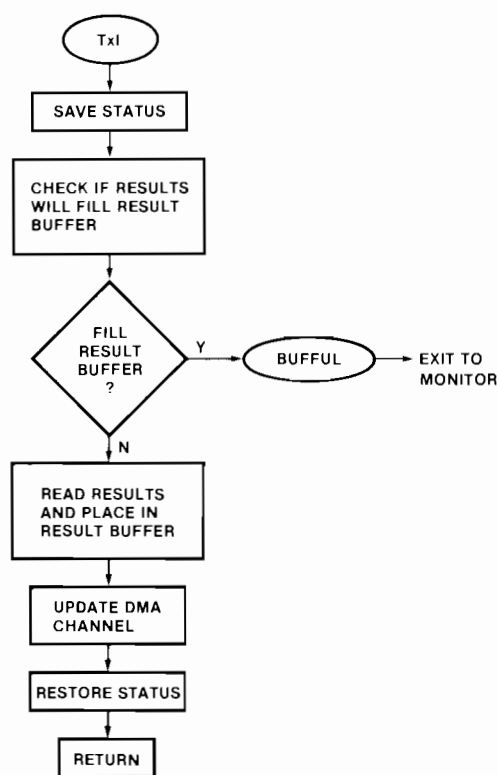 TxI
SAVE STATUS
CHECK IF RESULTS
WILL FILL RESULT
BUFFER
FILL
RESULT
BUFFER
?
Y
BUFFUL
EXIT TO
MONITOR
N
READ RESULTS
AND PLACE IN
RESULT BUFFER
UPDATE DMA
CHANNEL
RESTORE STATUS
RETURN